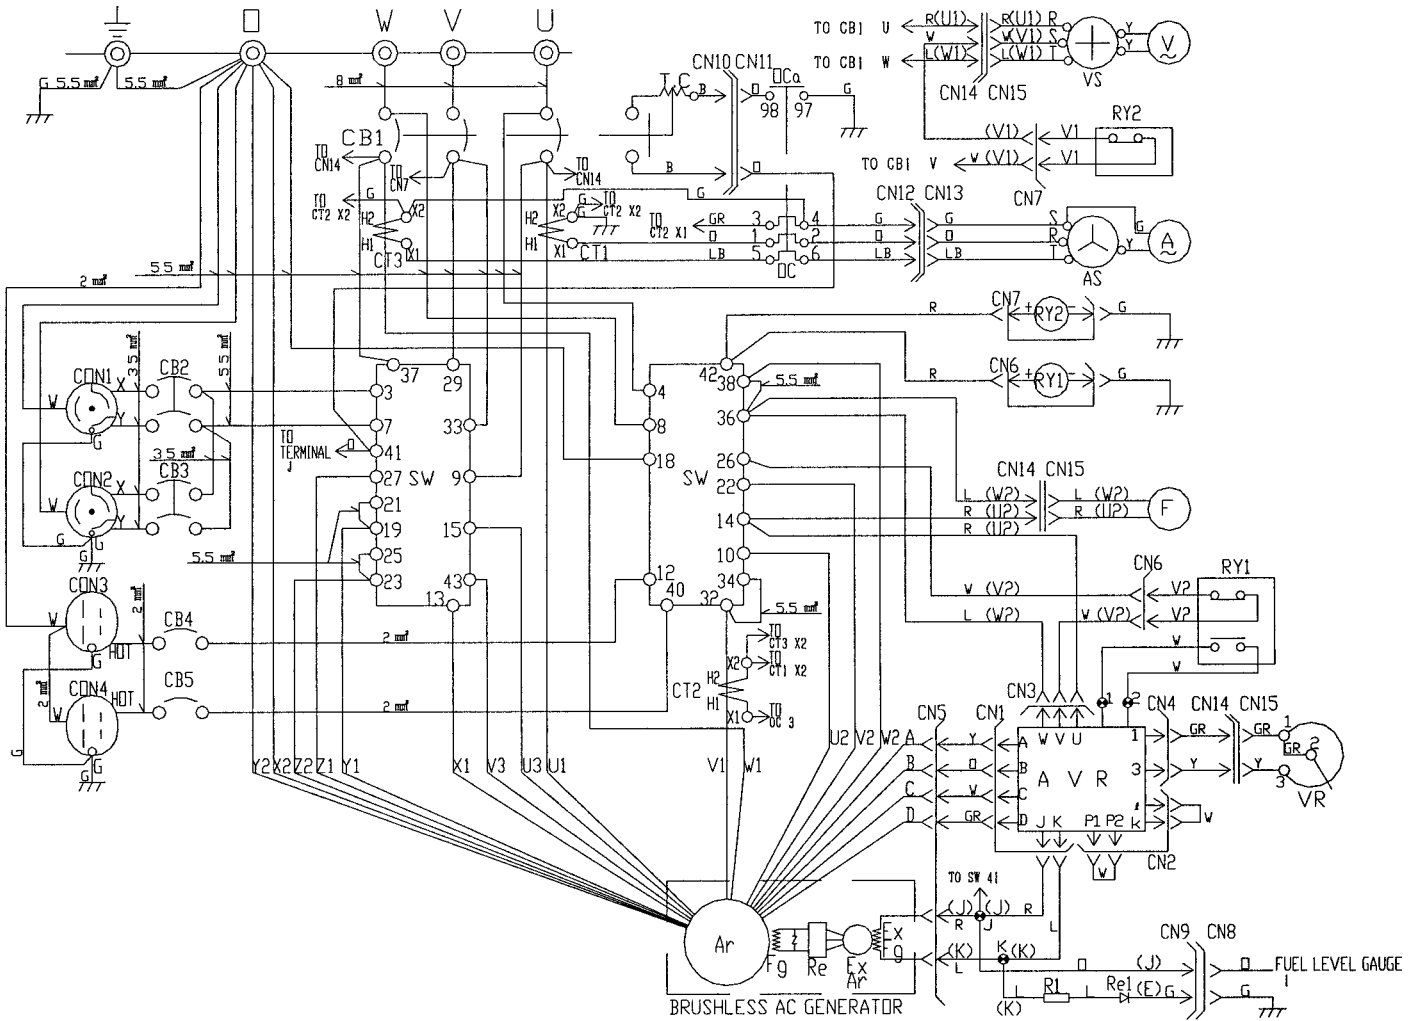 O W V U
G 5.5 mm² 5.5 mm²
8 mm²
TO CB1 U R(U1) R(U1) R
W W(V1) S
TO CB1 W L(W1) L(W1) T
Y
Y
V
VS
CN14 CN15
CN10 CN11
T C B O 98 OCa 97 G
(V1) V1 RY2
TO CB1 V W (V1) V1
CN7
CB1
TO CN14
TO CN7
TO CN14
B O
TO CT2 X2 G
H2 X2
H1 X1
CT3
H2 X2 G TO CT2 X2
G
H1 X1 CT1
G
CN12 CN13
TO CT2 X1 GR 3 4 G G S
O 1 2 O O R
LB 5 6 LB LB T
OC
G
Y
A
AS
5.5 mm²
2 mm²
R CN7 + RY2 - G
R CN6 + RY1 - G
3.5 mm² 5.5 mm²
CON1 X CB2
W Y
G
3.5 mm²
CON2 X CB3
W Y
G G
G
37 29
3
7 33
TO TERMINAL J O 41
27 SW 9
21
19 15
25
23 43
13
5.5 mm²
42
4 38 5.5 mm²
36
8
18 26
SW 22
14
10
12 34
40 32 5.5 mm²
CN14 CN15
L (W2) L (W2)
R (U2) R (U2)
R (U2)
F
CN6 RY1
W (V2) V2
L (W2) W (V2) V2
W
W
CON3
W HOT CB4 2 mm²
G 2 mm²
CON4 HOT CB5 2 mm²
2 mm² W
G G
TO CT3 X2
X2 TO CT1 X2
CT2 H2
H1
X1 TO OC 3
Y2 X2 Z2 Z1 Y1 X1 V3 U3 U1 V1 W1
U2 V2 W2
CN5 CN1 CN3 CN4 CN14 CN15
1 2
A Y A W V U 1 GR GR 1
B O B A V R 3 Y Y 3
C W C
D GR D J K P1 P2 k
GR 2
VR
W
W
CN2
TO SW 41
(J) (J) R
R J
K
(K) (K)
L
L
Ar Fg Re Ex Ar Ex Fg
BRUSHLESS AC GENERATOR
CN9 CN8
O (J) O FUEL LEVEL GAUGE
L R1 L Re1 (E) G G
(K)